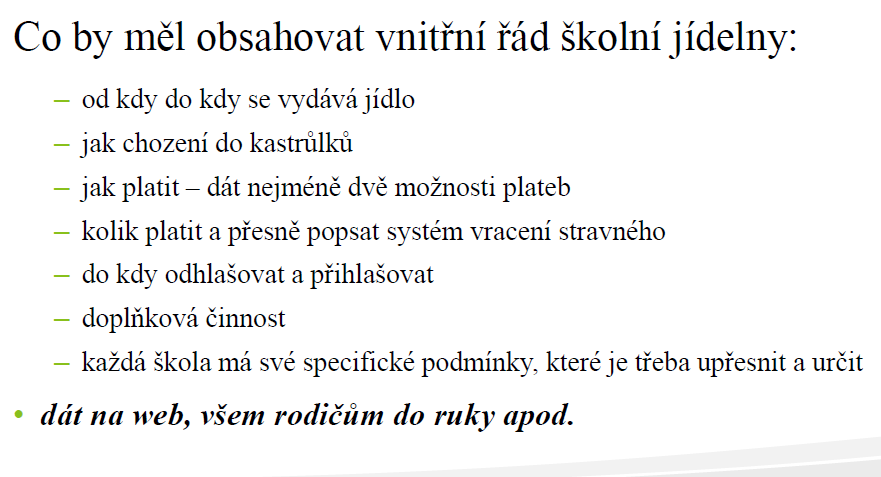 Co by měl obsahovat vnitřní řád školní jídelny:
– od kdy do kdy se vydává jídlo
– jak chození do kastrůlků
– jak platit – dát nejméně dvě možnosti plateb
– kolik platit a přesně popsat systém vracení stravného
– do kdy odhlašovat a přihlašovat
– doplňková činnost
– každá škola má své specifické podmínky, které je třeba upřesnit a určit
• dát na web, všem rodičům do ruky apod.